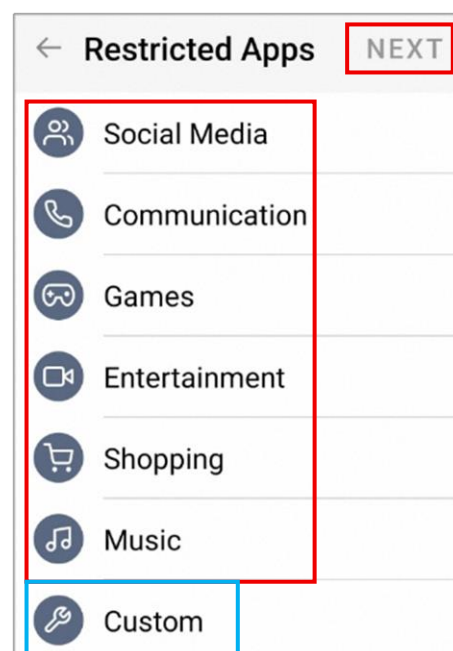 Restricted Apps NEXT
Social Media
Communication
Games
Entertainment
Shopping
Music
Custom